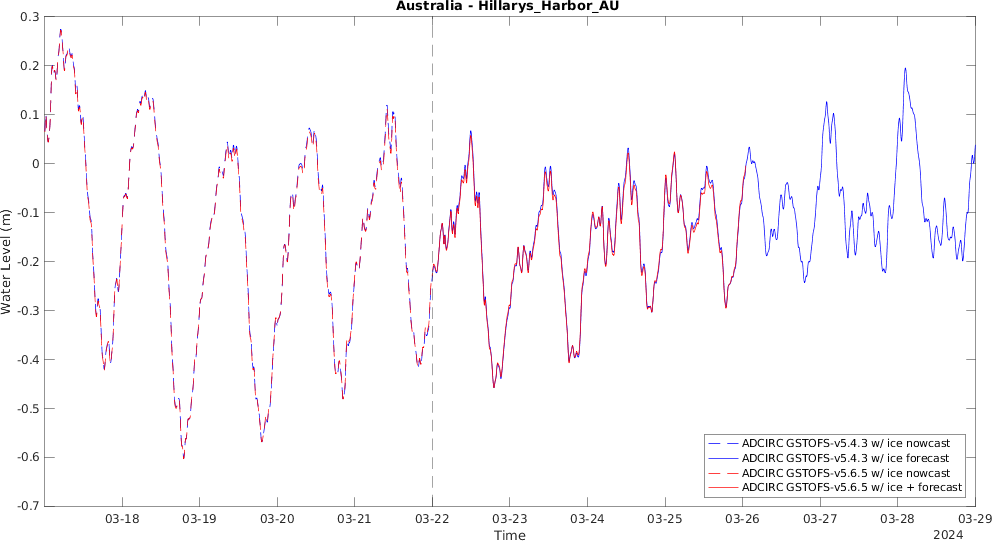 Australia - Hillarys_Harbor_AU
0.3
0.2
0.1
0
-0.1
-0.2
-0.3
-0.4
-0.5
-0.6
-0.7
Water Level (m)
ADCIRC GSTOFS-v5.4.3 w/ ice nowcast
ADCIRC GSTOFS-v5.4.3 w/ ice forecast
ADCIRC GSTOFS-v5.6.5 w/ ice nowcast
ADCIRC GSTOFS-v5.6.5 w/ ice + forecast
03-18 03-19 03-20 03-21 03-22 03-23 03-24 03-25 03-26 03-27 03-28 03-29
Time
2024